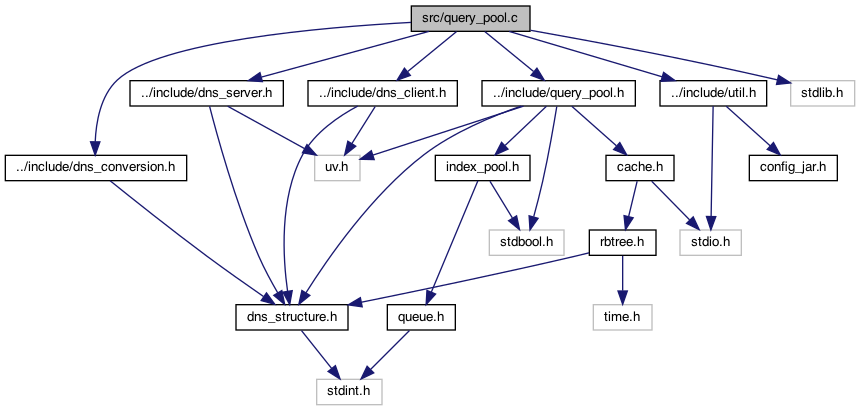 src/query_pool.c
../include/dns_server.h
../include/dns_client.h
../include/query_pool.h
../include/util.h
stdlib.h
../include/dns_conversion.h
uv.h
index_pool.h
cache.h
config_jar.h
stdbool.h
rbtree.h
stdio.h
dns_structure.h
queue.h
time.h
stdint.h